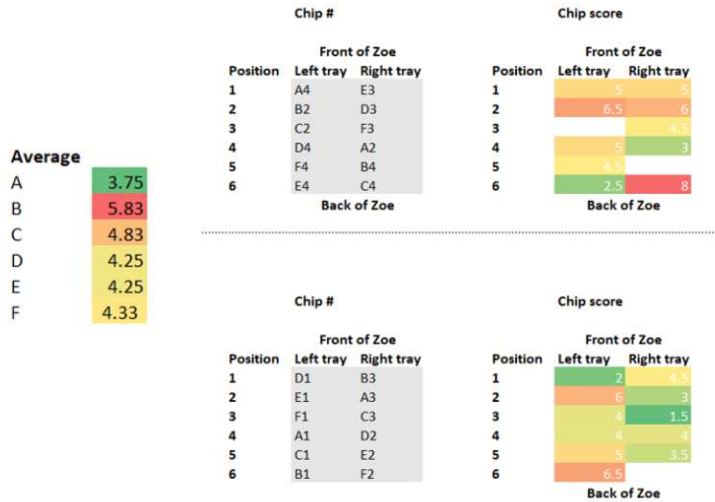 Average
A 3.75
B 5.83
C 4.83
D 4.25
E 4.25
F 4.33
Chip # Chip score
Front of Zoe Front of Zoe
Position Left tray Right tray Position Left tray Right tray
1 A4 E3 1 5 5
2 B2 D3 2 6.5 6
3 C2 F3 3 4.5
4 D4 A2 4 5 3
5 F4 B4 5 4.5
6 E4 C4 6 2.5 8
Back of Zoe Back of Zoe
Chip # Chip score
Front of Zoe Front of Zoe
Position Left tray Right tray Position Left tray Right tray
1 D1 B3 1 2 4.5
2 E1 A3 2 6 3
3 F1 C3 3 4 1.5
4 A1 D2 4 4 4
5 C1 E2 5 5 3.5
6 B1 F2 6 6.5
Back of Zoe